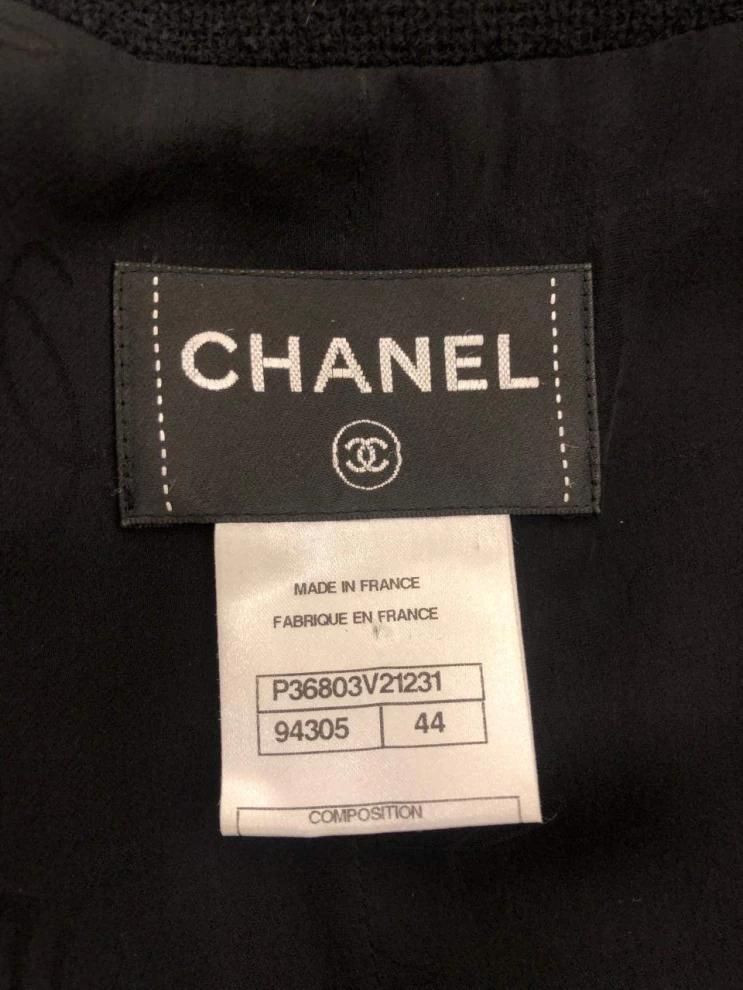 CHANEL
MADE IN FRANCE
FABRIQUE EN FRANCE
P36803V21231
94305 44
COMPOSITION